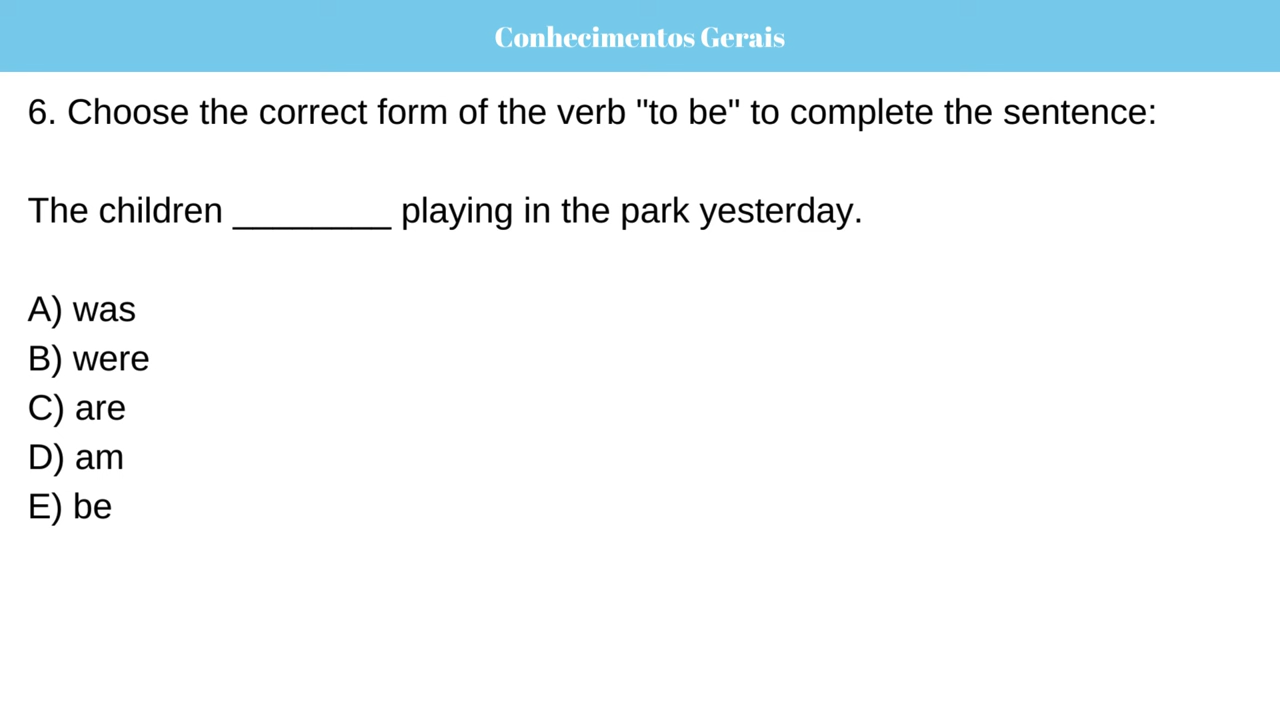 Conhecimentos Gerais
6. Choose the correct form of the verb "to be" to complete the sentence:
The children ________ playing in the park yesterday.
A) was
B) were
C) are
D) am
E) be